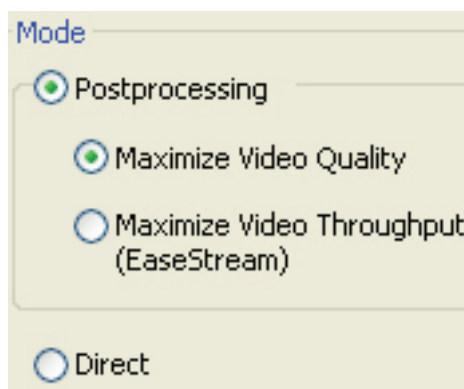 Mode
Postprocessing
Maximize Video Quality
Maximize Video Throughput
(EaseStream)
Direct